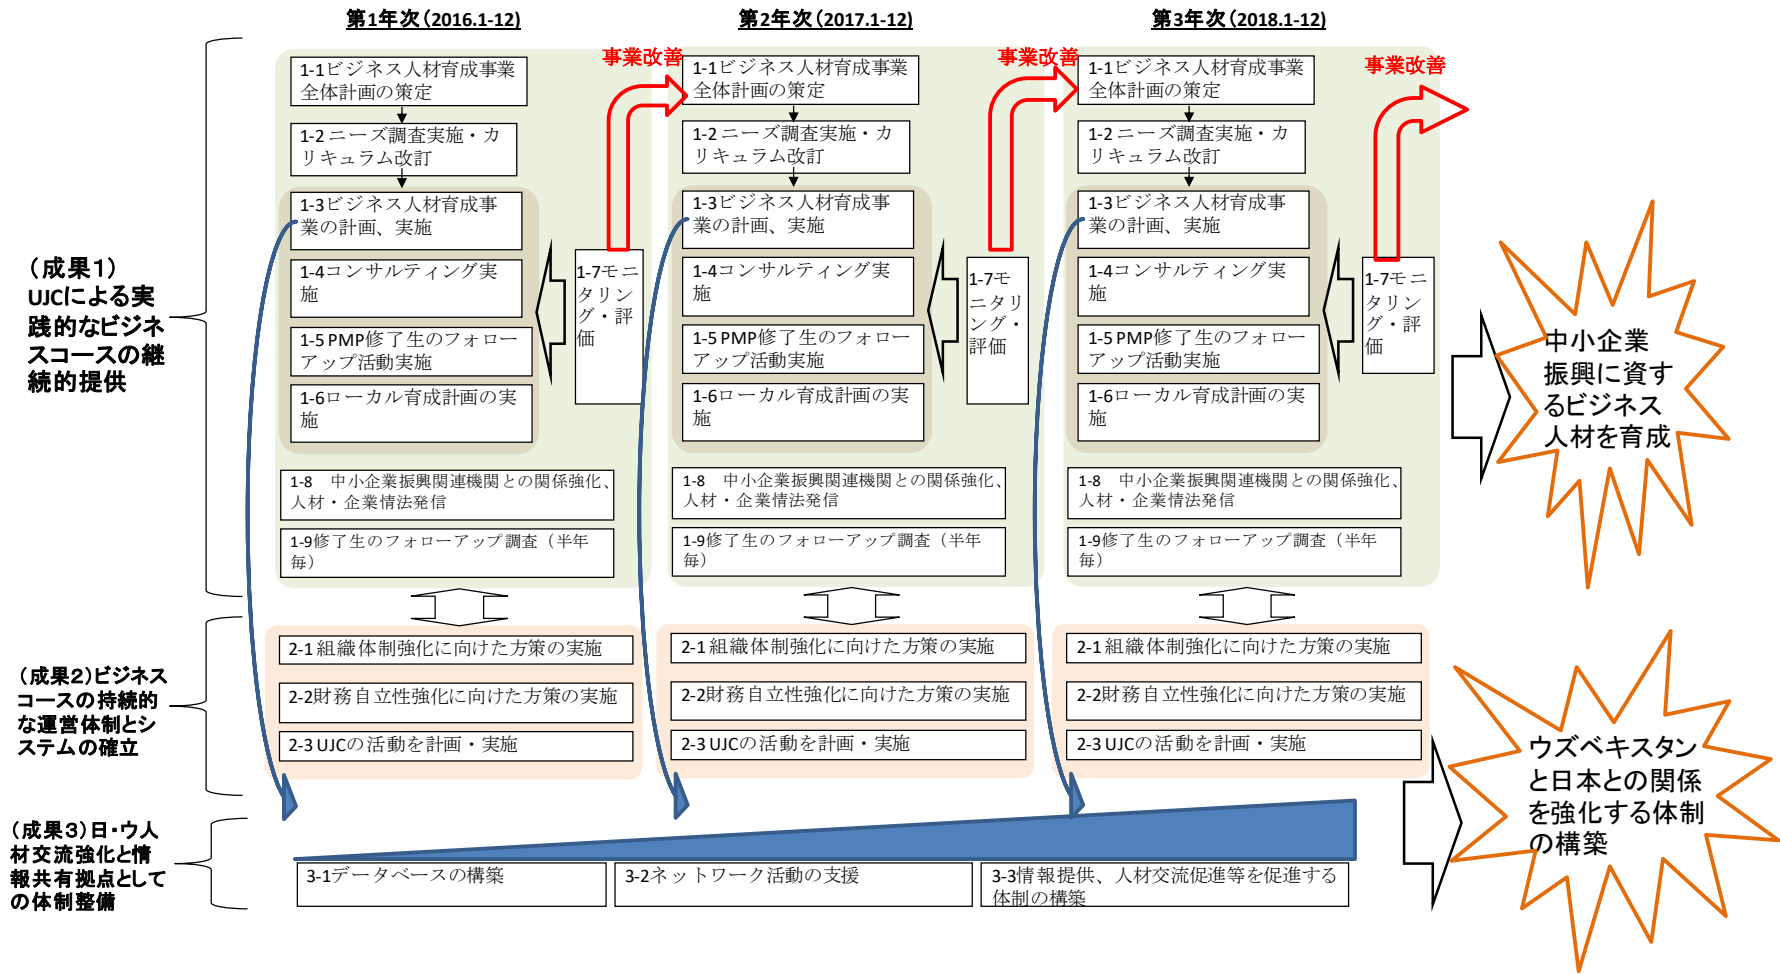 第1年次(2016.1-12)
第2年次(2017.1-12)
第3年次(2018.1-12)
(成果1)
UJCによる実
践的なビジネ
スコースの継
続的提供
1-1ビジネス人材育成事業
全体計画の策定
1-2ニーズ調査実施・カ
リキュラム改訂
1-3ビジネス人材育成事
業の計画、実施
1-4コンサルティング実
施
1-5 PMP修了生のフォロー
アップ活動実施
1-6ローカル育成計画の実
施
1-7モニ
タリン
グ・評
価
事業改善
1-8　中小企業振興関連機関との関係強化、
人材・企業情法発信
1-9修了生のフォローアップ調査（半年
毎）
1-1ビジネス人材育成事業
全体計画の策定
1-2ニーズ調査実施・カ
リキュラム改訂
1-3ビジネス人材育成事
業の計画、実施
1-4コンサルティング実
施
1-5 PMP修了生のフォロー
アップ活動実施
1-6ローカル育成計画の実
施
1-7モ
ニタリ
ング・
評価
事業改善
1-8　中小企業振興関連機関との関係強化、
人材・企業情法発信
1-9修了生のフォローアップ調査（半年
毎）
1-1ビジネス人材育成事業
全体計画の策定
1-2ニーズ調査実施・カ
リキュラム改訂
1-3ビジネス人材育成事
業の計画、実施
1-4コンサルティング実
施
1-5 PMP修了生のフォロー
アップ活動実施
1-6ローカル育成計画の実
施
1-7モニ
タリン
グ・評
価
事業改善
1-8　中小企業振興関連機関との関係強化、
人材・企業情法発信
1-9修了生のフォローアップ調査（半年
毎）
中小企業
振興に資す
るビジネス
人材を育成
(成果2)ビジネス
コースの持続的
な運営体制とシ
ステムの確立
2-1組織体制強化に向けた方策の実施
2-2財務自立性強化に向けた方策の実施
2-3 UJCの活動を計画・実施
2-1組織体制強化に向けた方策の実施
2-2財務自立性強化に向けた方策の実施
2-3 UJCの活動を計画・実施
2-1組織体制強化に向けた方策の実施
2-2財務自立性強化に向けた方策の実施
2-3 UJCの活動を計画・実施
(成果3)日・ウ人
材交流強化と情
報共有拠点として
の体制整備
3-1データベースの構築
3-2ネットワーク活動の支援
3-3情報提供、人材交流促進等を促進する
体制の構築
ウズベキスタン
と日本との関係
を強化する体制
の構築